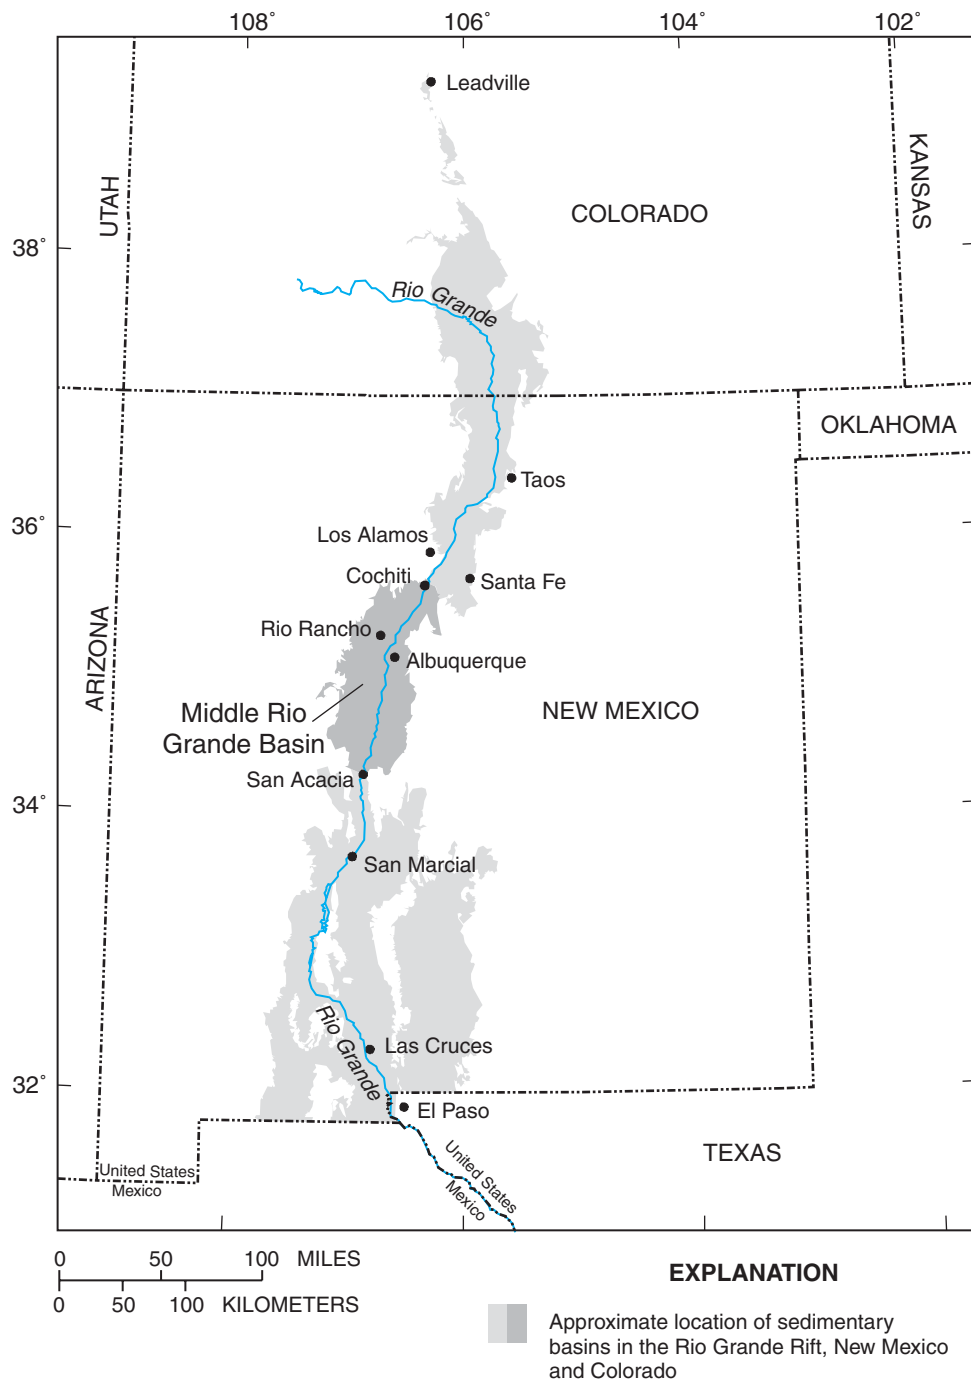 108°
106°
104°
102°
Leadville
UTAH
COLORADO
KANSAS
38°
Rio Grande
OKLAHOMA
Taos
36°
Los Alamos
Cochiti
Santa Fe
Rio Rancho
Albuquerque
ARIZONA
Middle Rio
Grande Basin
NEW MEXICO
San Acacia
34°
San Marcial
Rio Grande
Las Cruces
32°
El Paso
TEXAS
United States
Mexico
United States
Mexico
0 50 100 MILES
0 50 100 KILOMETERS
EXPLANATION
Approximate location of sedimentary
basins in the Rio Grande Rift, New Mexico
and Colorado